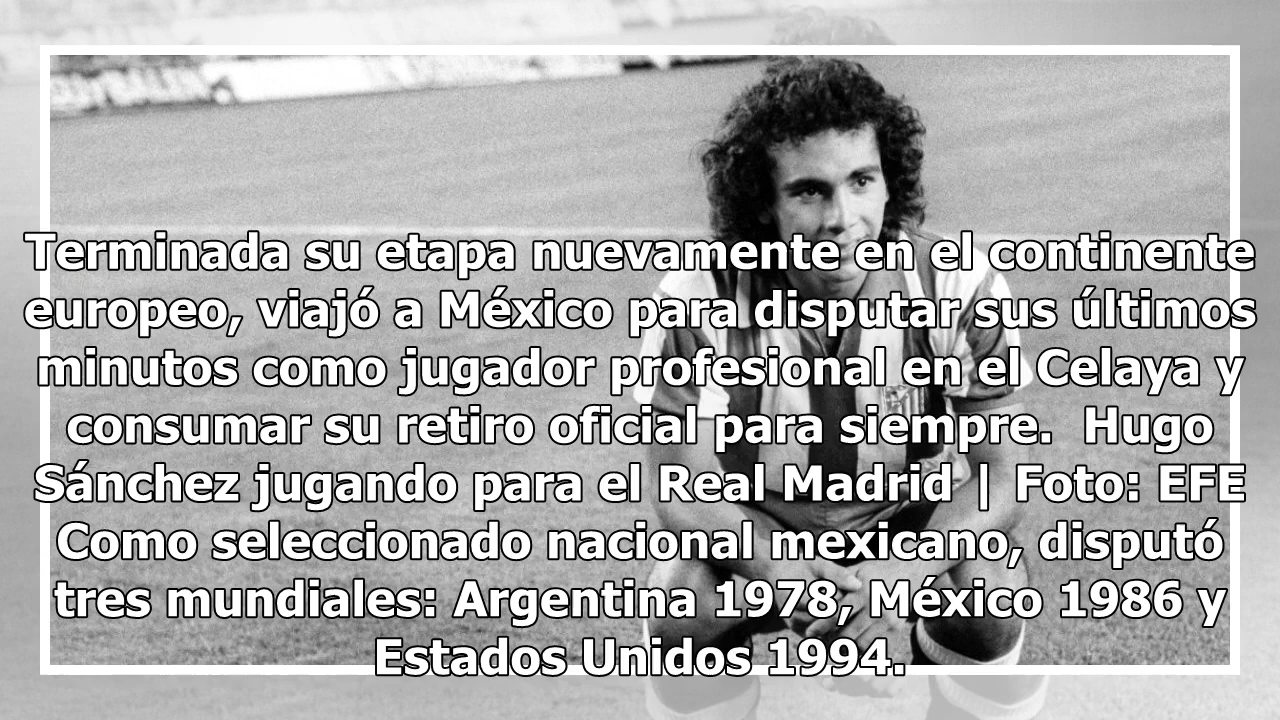 Terminada su etapa nuevamente en el continente
europeo, viajó a México para disputar sus últimos
minutos como jugador profesional en el Celaya y
consumar su retiro oficial para siempre.  Hugo
Sánchez jugando para el Real Madrid | Foto: EFE
Como seleccionado nacional mexicano, disputó
tres mundiales: Argentina 1978, México 1986 y
Estados Unidos 1994.